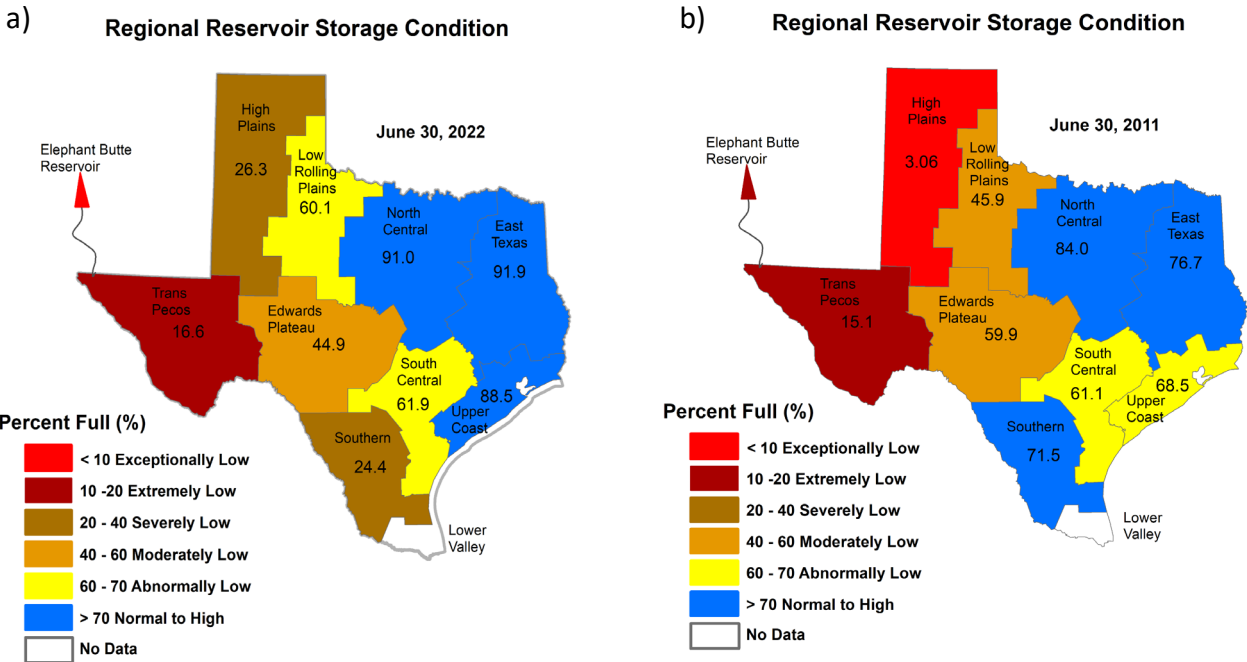 a)
Regional Reservoir Storage Condition
June 30, 2022
High
Plains
26.3
Low
Rolling
Plains
60.1
Elephant Butte
Reservoir
North
Central
91.0
East
Texas
91.9
Trans
Pecos
16.6
Edwards
Plateau
44.9
South
Central
61.9
88.5
Upper
Coast
Southern
24.4
Lower
Valley
Percent Full (%)
< 10 Exceptionally Low
10 -20 Extremely Low
20 - 40 Severely Low
40 - 60 Moderately Low
60 - 70 Abnormally Low
> 70 Normal to High
No Data
b)
Regional Reservoir Storage Condition
June 30, 2011
High
Plains
3.06
Low
Rolling
Plains
45.9
Elephant Butte
Reservoir
North
Central
84.0
East
Texas
76.7
Trans
Pecos
15.1
Edwards
Plateau
59.9
South
Central
61.1
68.5
Upper
Coast
Southern
71.5
Lower
Valley
Percent Full (%)
< 10 Exceptionally Low
10 -20 Extremely Low
20 - 40 Severely Low
40 - 60 Moderately Low
60 - 70 Abnormally Low
> 70 Normal to High
No Data